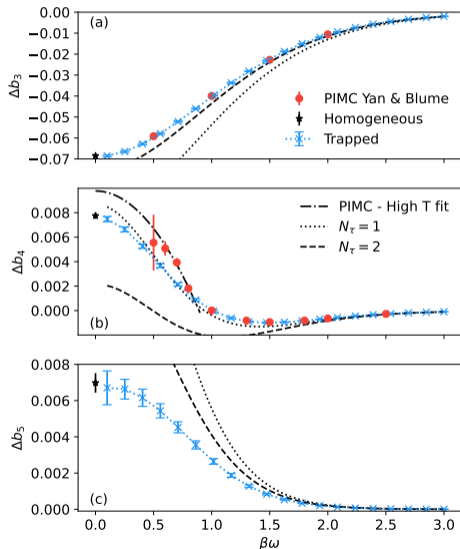 (a)
0.00
−0.01
−0.02
−0.03
−0.04
−0.05
−0.06
−0.07
Δb₃
PIMC Yan & Blume
Homogeneous
Trapped
0.008
0.006
0.004
0.002
0.000
Δb₄
PIMC - High T fit
Nτ = 1
Nτ = 2
(b)
0.008
0.006
0.004
0.002
0.000
Δb₅
(c)
0.0 0.5 1.0 1.5 2.0 2.5 3.0
βω